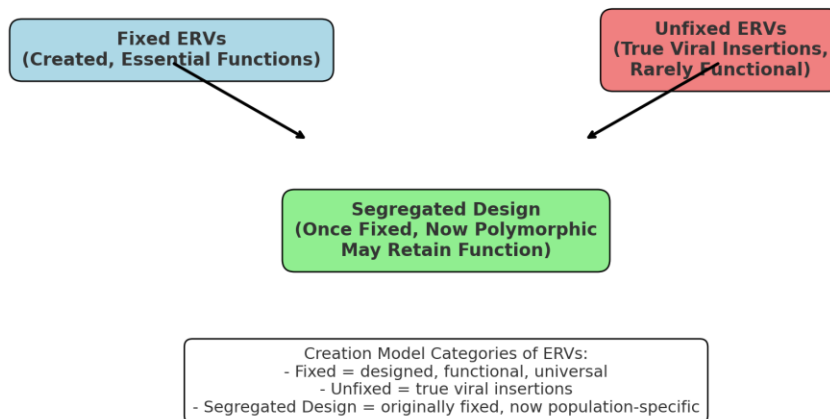 Fixed ERVs
(Created, Essential Functions)
Unfixed ERVs
(True Viral Insertions,
Rarely Functional)
Segregated Design
(Once Fixed, Now Polymorphic
May Retain Function)
Creation Model Categories of ERVs:
- Fixed = designed, functional, universal
- Unfixed = true viral insertions
- Segregated Design = originally fixed, now population-specific